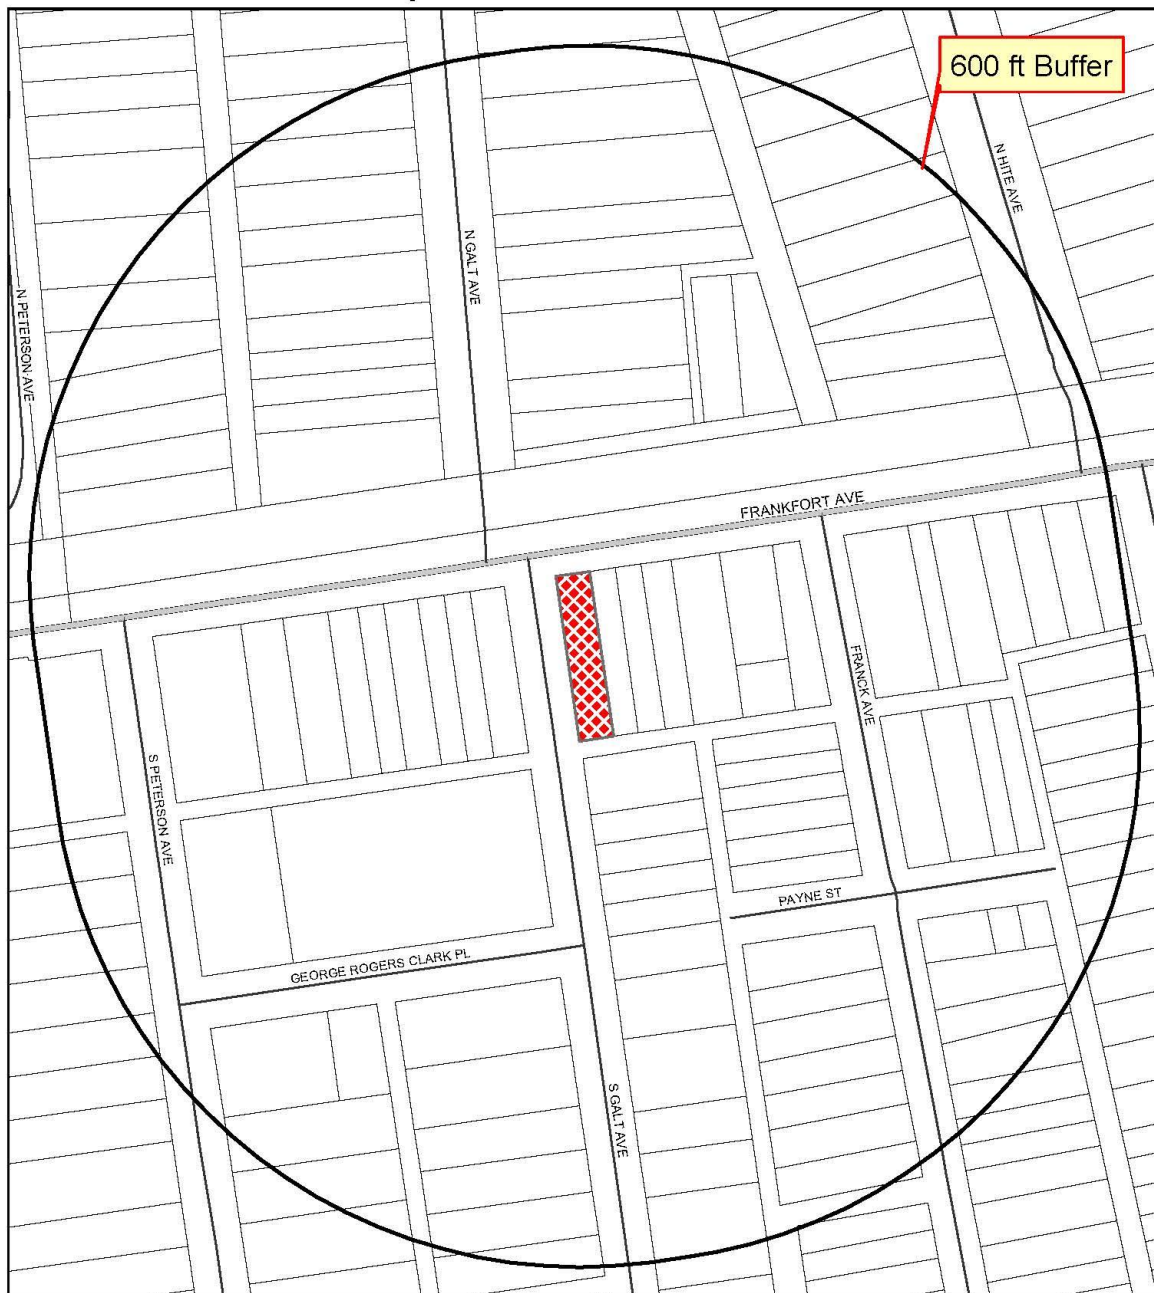 600 ft Buffer
N HITE AVE
N GALT AVE
N PETERSON AVE
FRANKFORT AVE
FRANCK AVE
S PETERSON AVE
PAYNE ST
GEORGE ROGERS CLARK PL
S GALT AVE